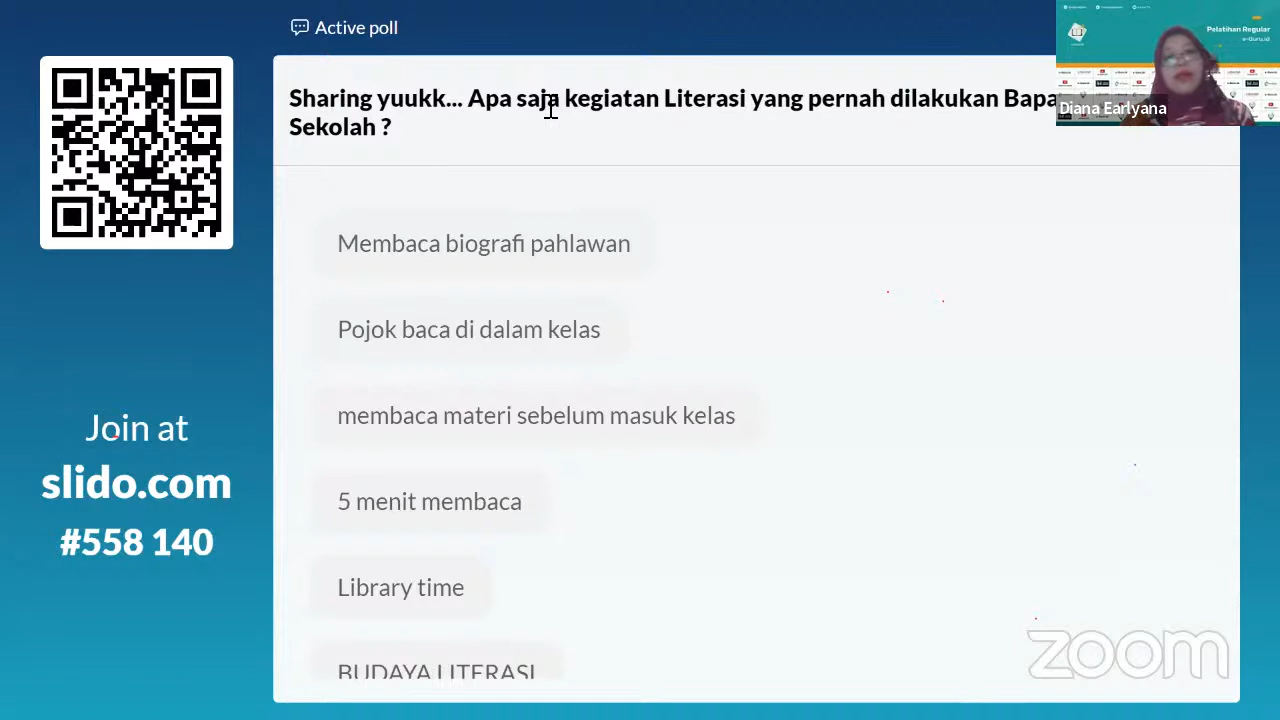 Active poll
Sharing yuukk... Apa saja kegiatan Literasi yang pernah dilakukan Bapa
Sekolah ?
Membaca biografi pahlawan
Pojok baca di dalam kelas
membaca materi sebelum masuk kelas
5 menit membaca
Library time
BUDAYA LITERASI
Join at
slido.com
#558 140
Pelatihan Regular
e-Guru.id
Diana Earlyana
zoom